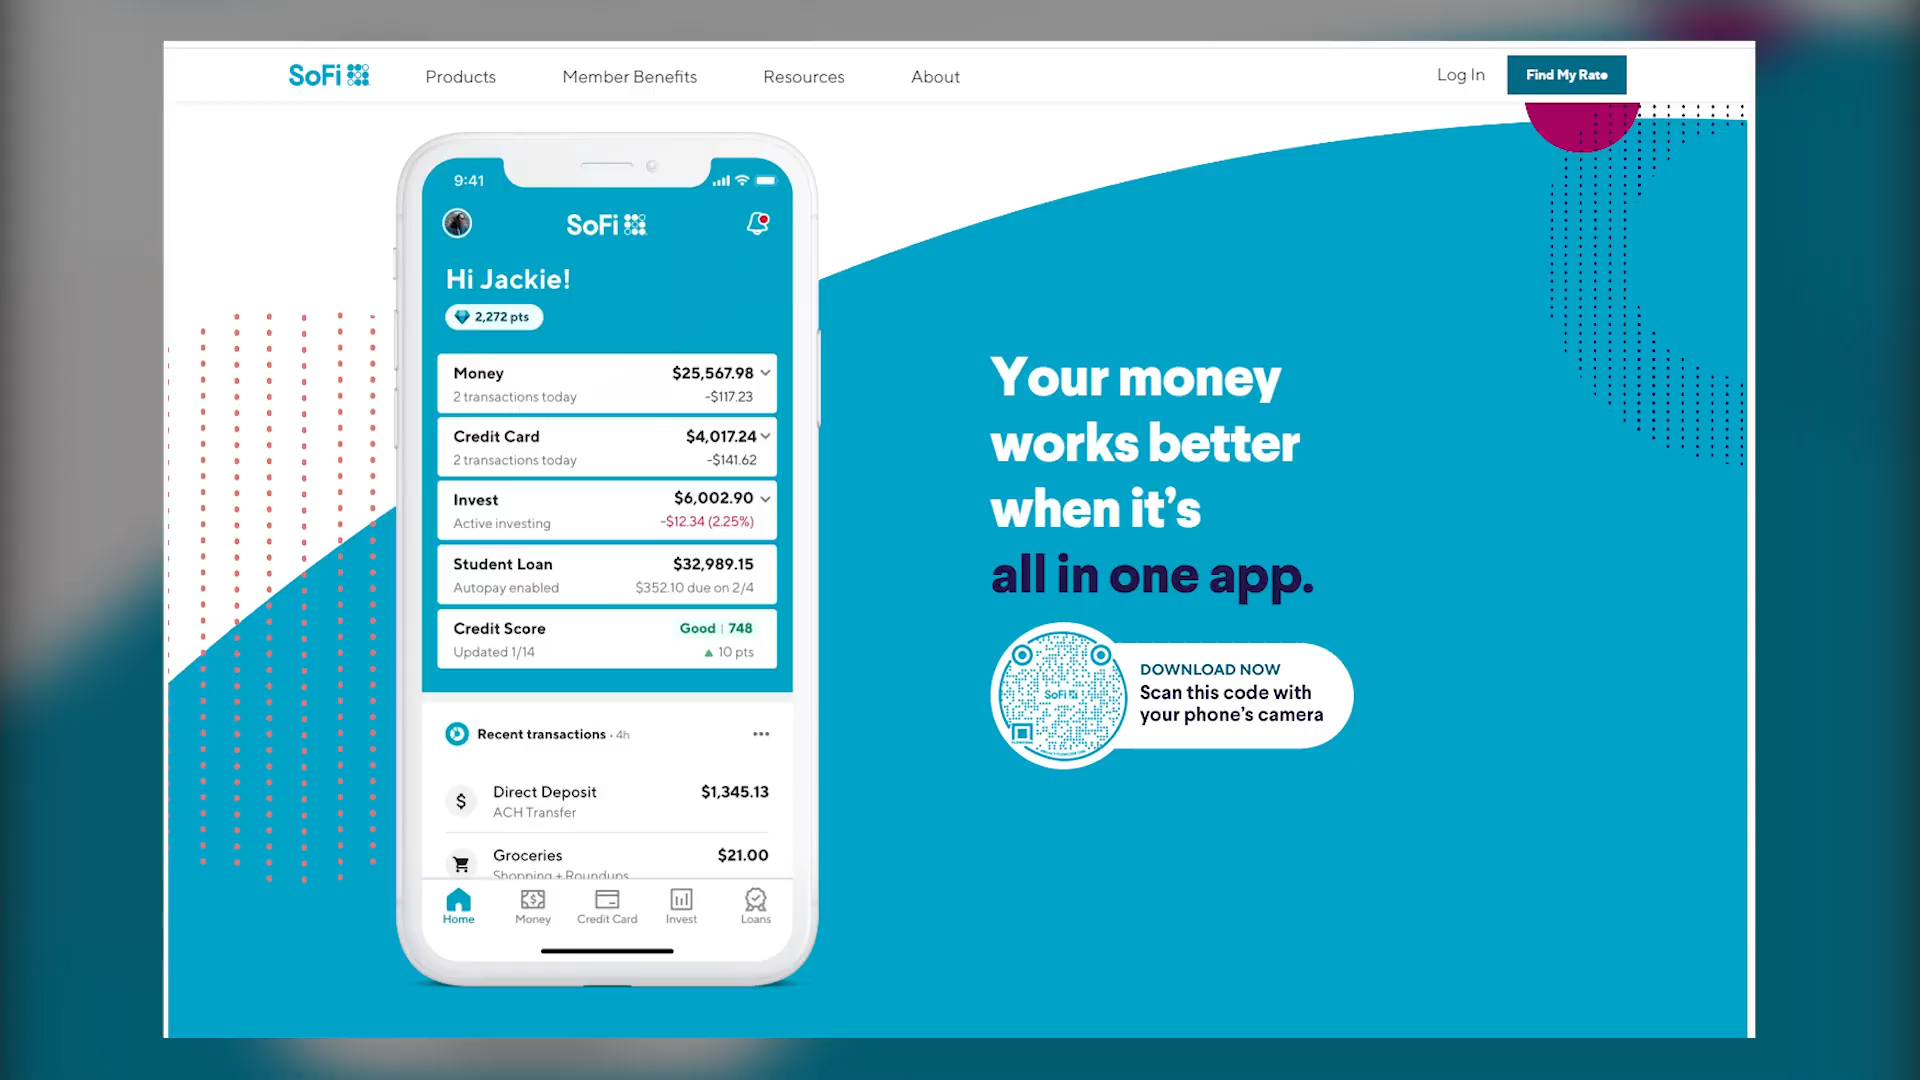 SoFi
Products
Member Benefits
Resources
About
Log In
Find My Rate
9:41
SoFi
Hi Jackie!
2,272 pts
Money $25,567.98
2 transactions today -$117.23
Credit Card $4,017.24
2 transactions today -$141.62
Invest $6,002.90
Active investing -$12.34 (2.25%)
Student Loan $32,989.15
Autopay enabled $352.10 due on 2/4
Credit Score Good | 748
Updated 1/14 ▲ 10 pts
Recent transactions • 4h
$
Direct Deposit $1,345.13
ACH Transfer
Groceries $21.00
Shopping + Roundups
Home
Money
Credit Card
Invest
Loans
Your money
works better
when it's
all in one app.
SoFi
DOWNLOAD NOW
Scan this code with
your phone's camera